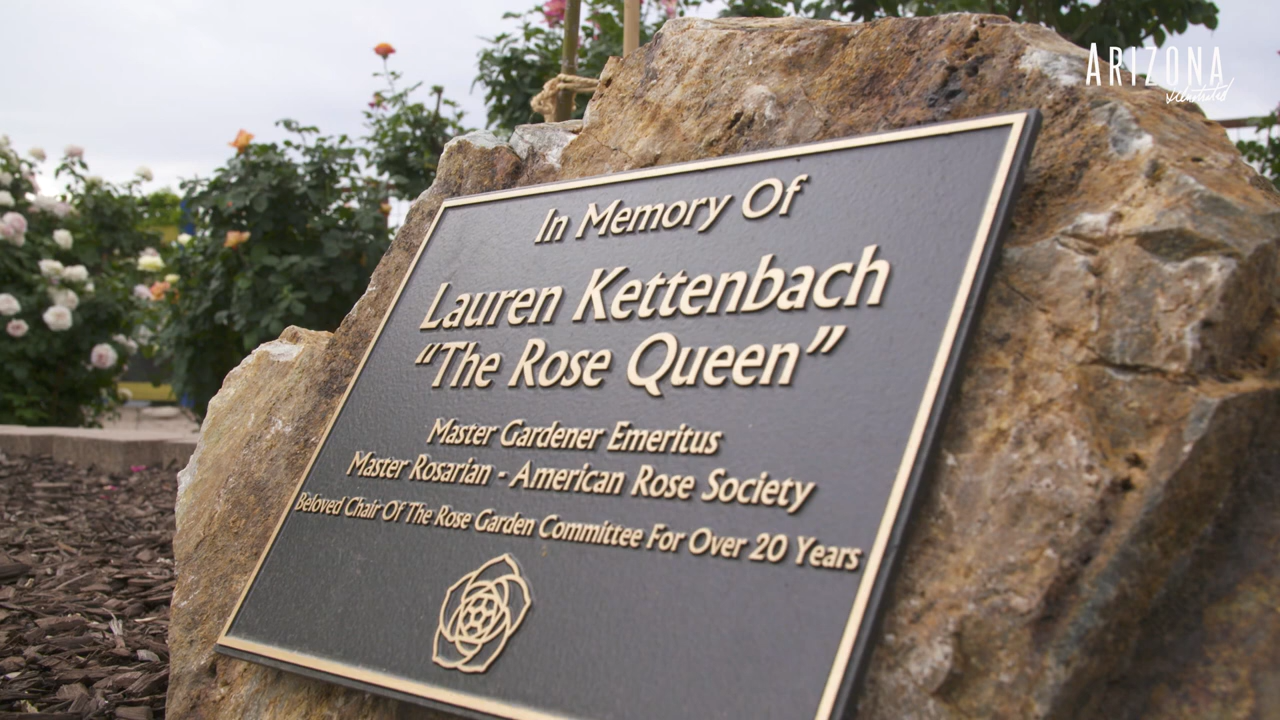 ARIZONA
Illustrated
In Memory Of
Lauren Kettenbach
“The Rose Queen”
Master Gardener Emeritus
Master Rosarian - American Rose Society
Beloved Chair Of The Rose Garden Committee For Over 20 Years